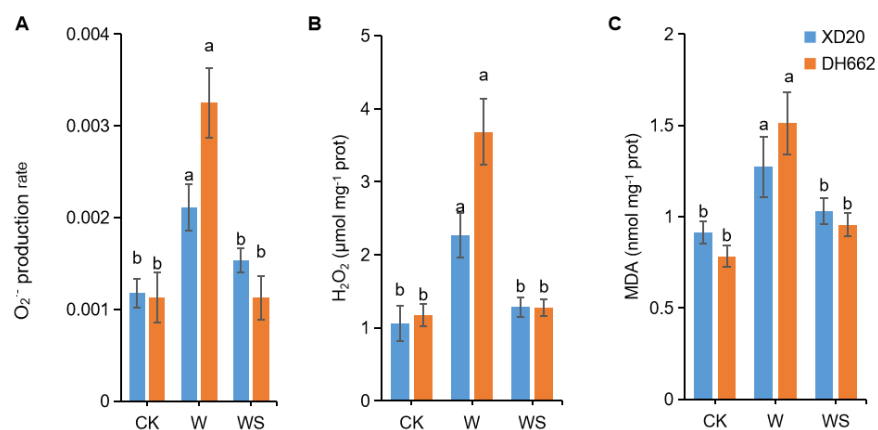 A
O₂·⁻ production rate
0.004
0.003
0.002
0.001
0
b b
a a
b b
CK W WS
B
H₂O₂ (μmol mg⁻¹ prot)
5
4
3
2
1
0
b b
a a
b b
CK W WS
C
MDA (nmol mg⁻¹ prot)
2
1.5
1
0.5
0
b b
a a
b b
CK W WS
XD20
DH662